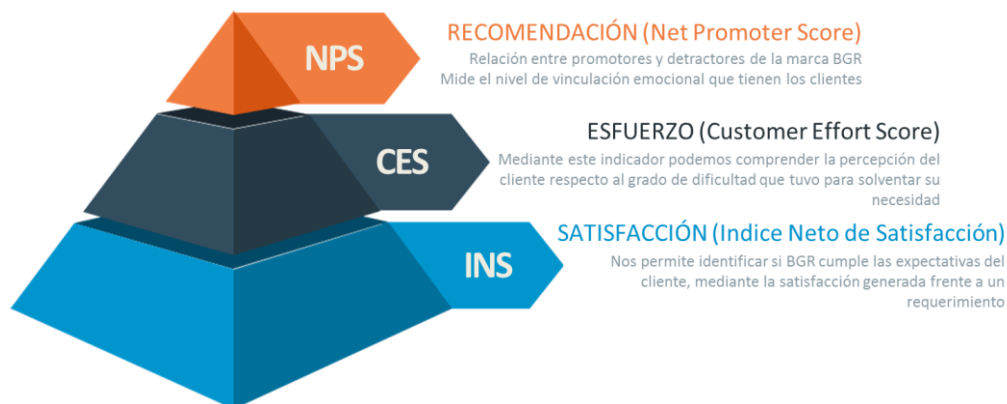 NPS
RECOMENDACIÓN (Net Promoter Score)
Relación entre promotores y detractores de la marca BGR
Mide el nivel de vinculación emocional que tienen los clientes
CES
ESFUERZO (Customer Effort Score)
Mediante este indicador podemos comprender la percepción del
cliente respecto al grado de dificultad que tuvo para solventar su
necesidad
INS
SATISFACCIÓN (Indice Neto de Satisfacción)
Nos permite identificar si BGR cumple las expectativas del
cliente, mediante la satisfacción generada frente a un
requerimiento